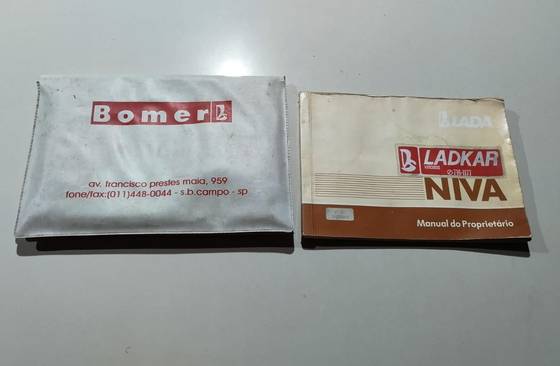 Bomer
av. francisco prestes maia, 959
fone/fax:(011)448-0044 - s.b.campo - sp
LADA
LADKAR
NIVA
Manual do Proprietário